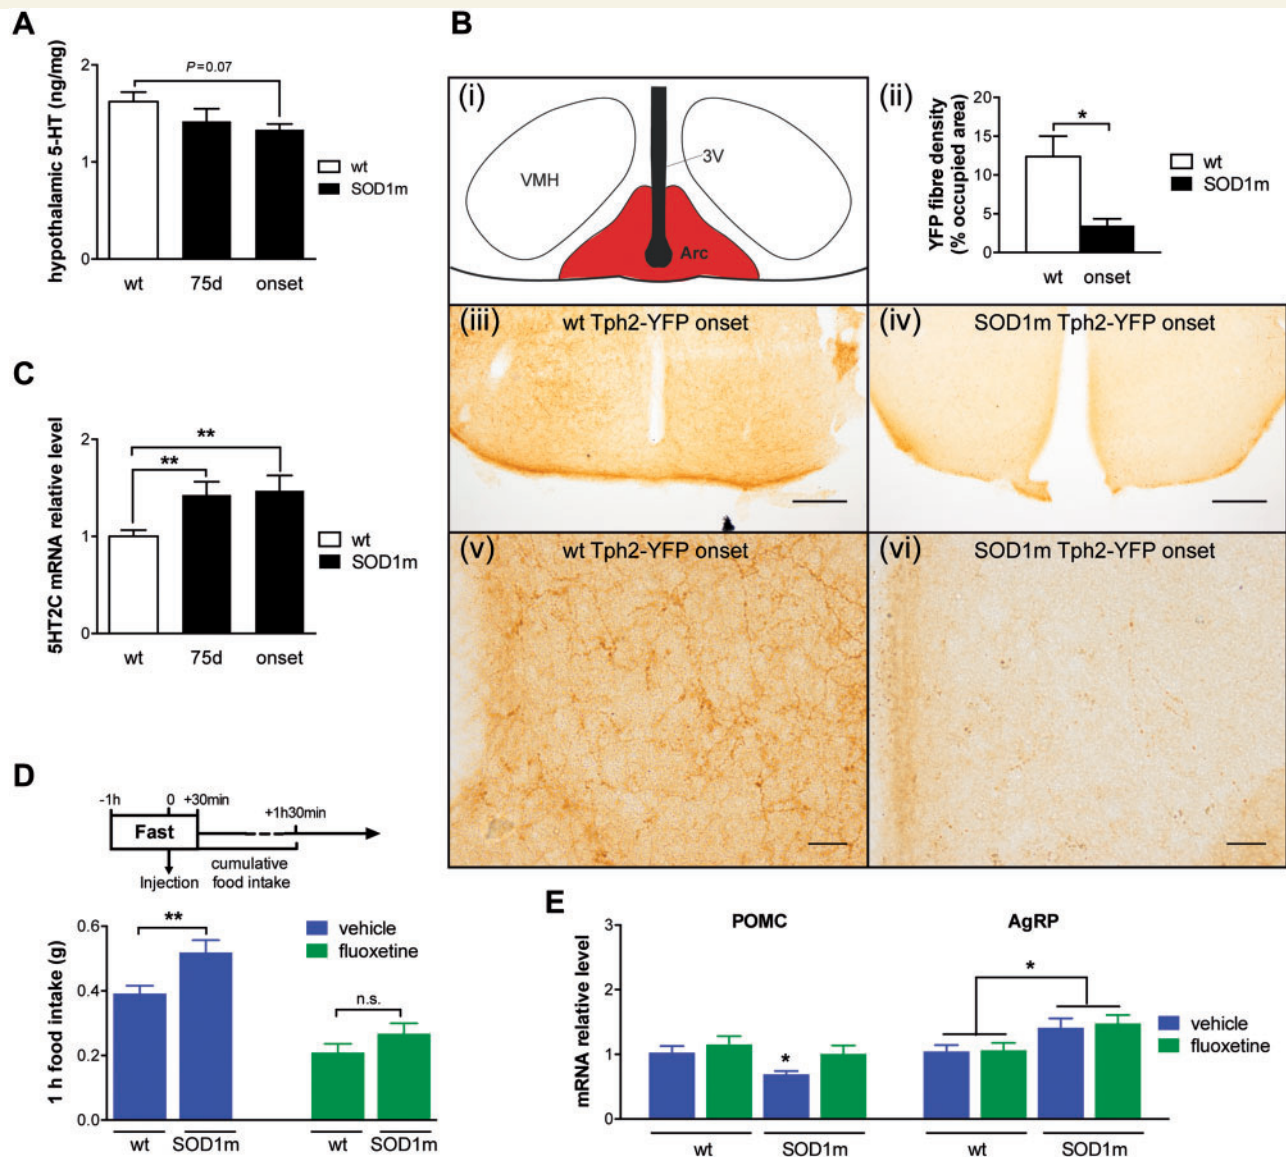 A
hypothalamic 5-HT (ng/mg)
2
1
0
P=0.07
wt
75d
onset
wt
SOD1m
B
(i)
VMH
3V
Arc
(ii)
YFP fibre density
(% occupied area)
20
15
10
5
0
*
wt
onset
wt
SOD1m
(iii)
wt Tph2-YFP onset
(iv)
SOD1m Tph2-YFP onset
(v)
wt Tph2-YFP onset
(vi)
SOD1m Tph2-YFP onset
C
5HT2C mRNA relative level
2
1
0
**
**
wt
75d
onset
wt
SOD1m
D
-1h
0
+30min
+1h30min
Fast
Injection
cumulative
food intake
1 h food intake (g)
0.6
0.4
0.2
0.0
**
n.s.
vehicle
fluoxetine
wt
SOD1m
wt
SOD1m
E
POMC
AgRP
mRNA relative level
3
2
1
0
*
*
vehicle
fluoxetine
wt
SOD1m
wt
SOD1m